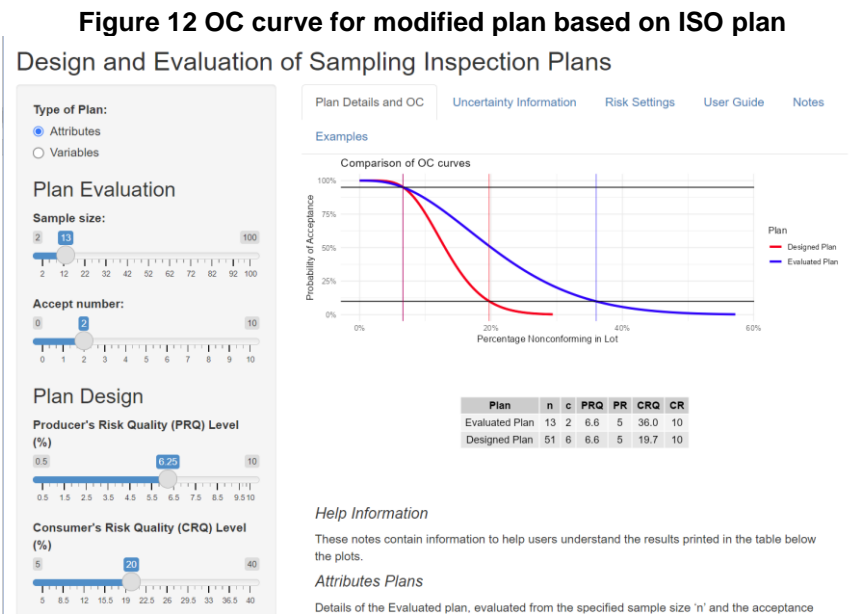 Figure 12 OC curve for modified plan based on ISO plan
Design and Evaluation of Sampling Inspection Plans
Type of Plan:
Attributes
Variables
Plan Evaluation
Sample size:
2 13 100
2 12 22 32 42 52 62 72 82 92 100
Accept number:
0 2 10
0 1 2 3 4 5 6 7 8 9 10
Plan Design
Producer's Risk Quality (PRQ) Level
(%)
0.5 6.25 10
0.5 1.5 2.5 3.5 4.5 5.5 6.5 7.5 8.5 9.5 10
Consumer's Risk Quality (CRQ) Level
(%)
5 20 40
5 8.5 12 15.5 19 22.5 26 29.5 33 36.5 40
Plan Details and OC Uncertainty Information Risk Settings User Guide Notes
Examples
Comparison of OC curves
Probability of Acceptance
100%
75%
50%
25%
0%
0% 20% 40% 60%
Percentage Nonconforming in Lot
Plan
Designed Plan
Evaluated Plan
Plan n c PRQ PR CRQ CR
Evaluated Plan 13 2 6.6 5 36.0 10
Designed Plan 51 6 6.6 5 19.7 10
Help Information
These notes contain information to help users understand the results printed in the table below
the plots.
Attributes Plans
Details of the Evaluated plan, evaluated from the specified sample size 'n' and the acceptance